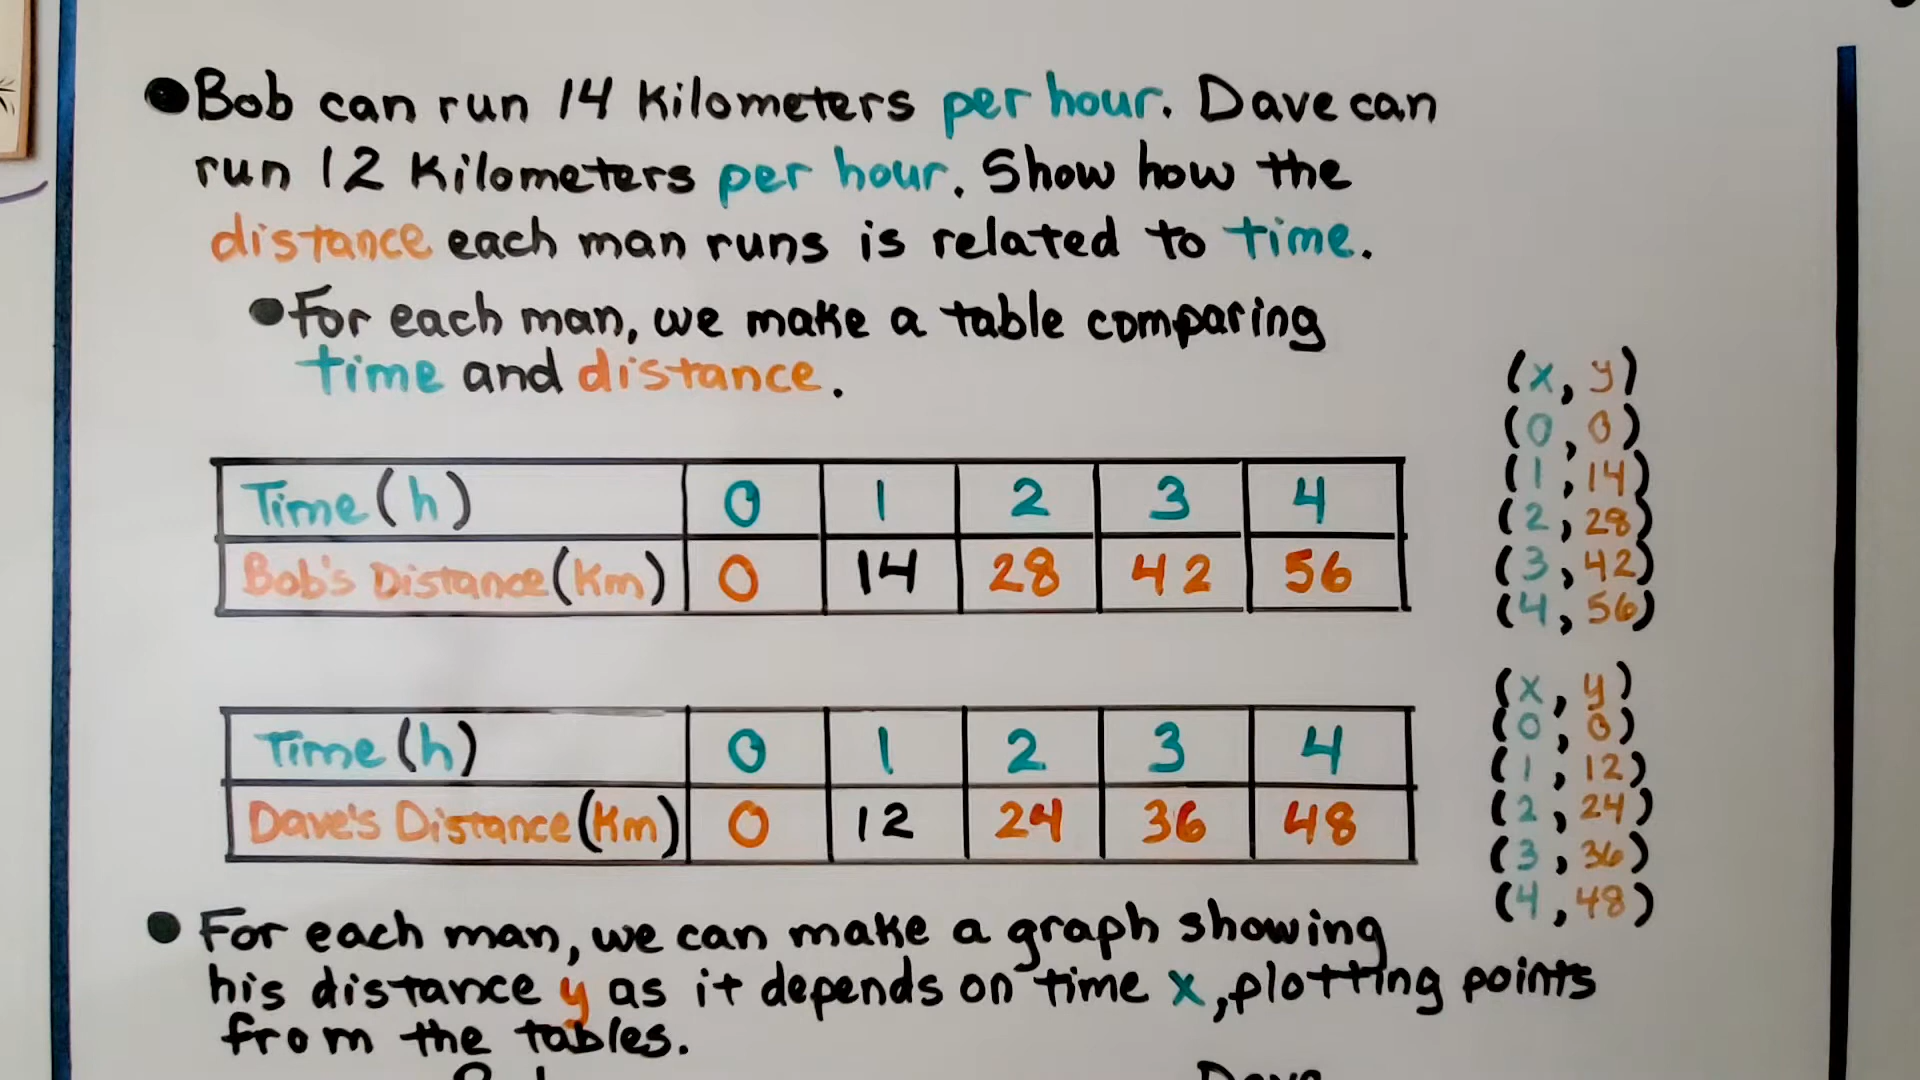 Bob can run 14 Kilometers per hour. Dave can
run 12 Kilometers per hour. Show how the
distance each man runs is related to time.
For each man, we make a table comparing
time and distance.
Time (h) 0 1 2 3 4
Bob's Distance (Km) 0 14 28 42 56
(x, y)
(0, 0)
(1, 14)
(2, 28)
(3, 42)
(4, 56)
Time (h) 0 1 2 3 4
Dave's Distance (Km) 0 12 24 36 48
(x, y)
(0, 0)
(1, 12)
(2, 24)
(3, 36)
(4, 48)
For each man, we can make a graph showing
his distance y as it depends on time x, plotting points
from the tables.